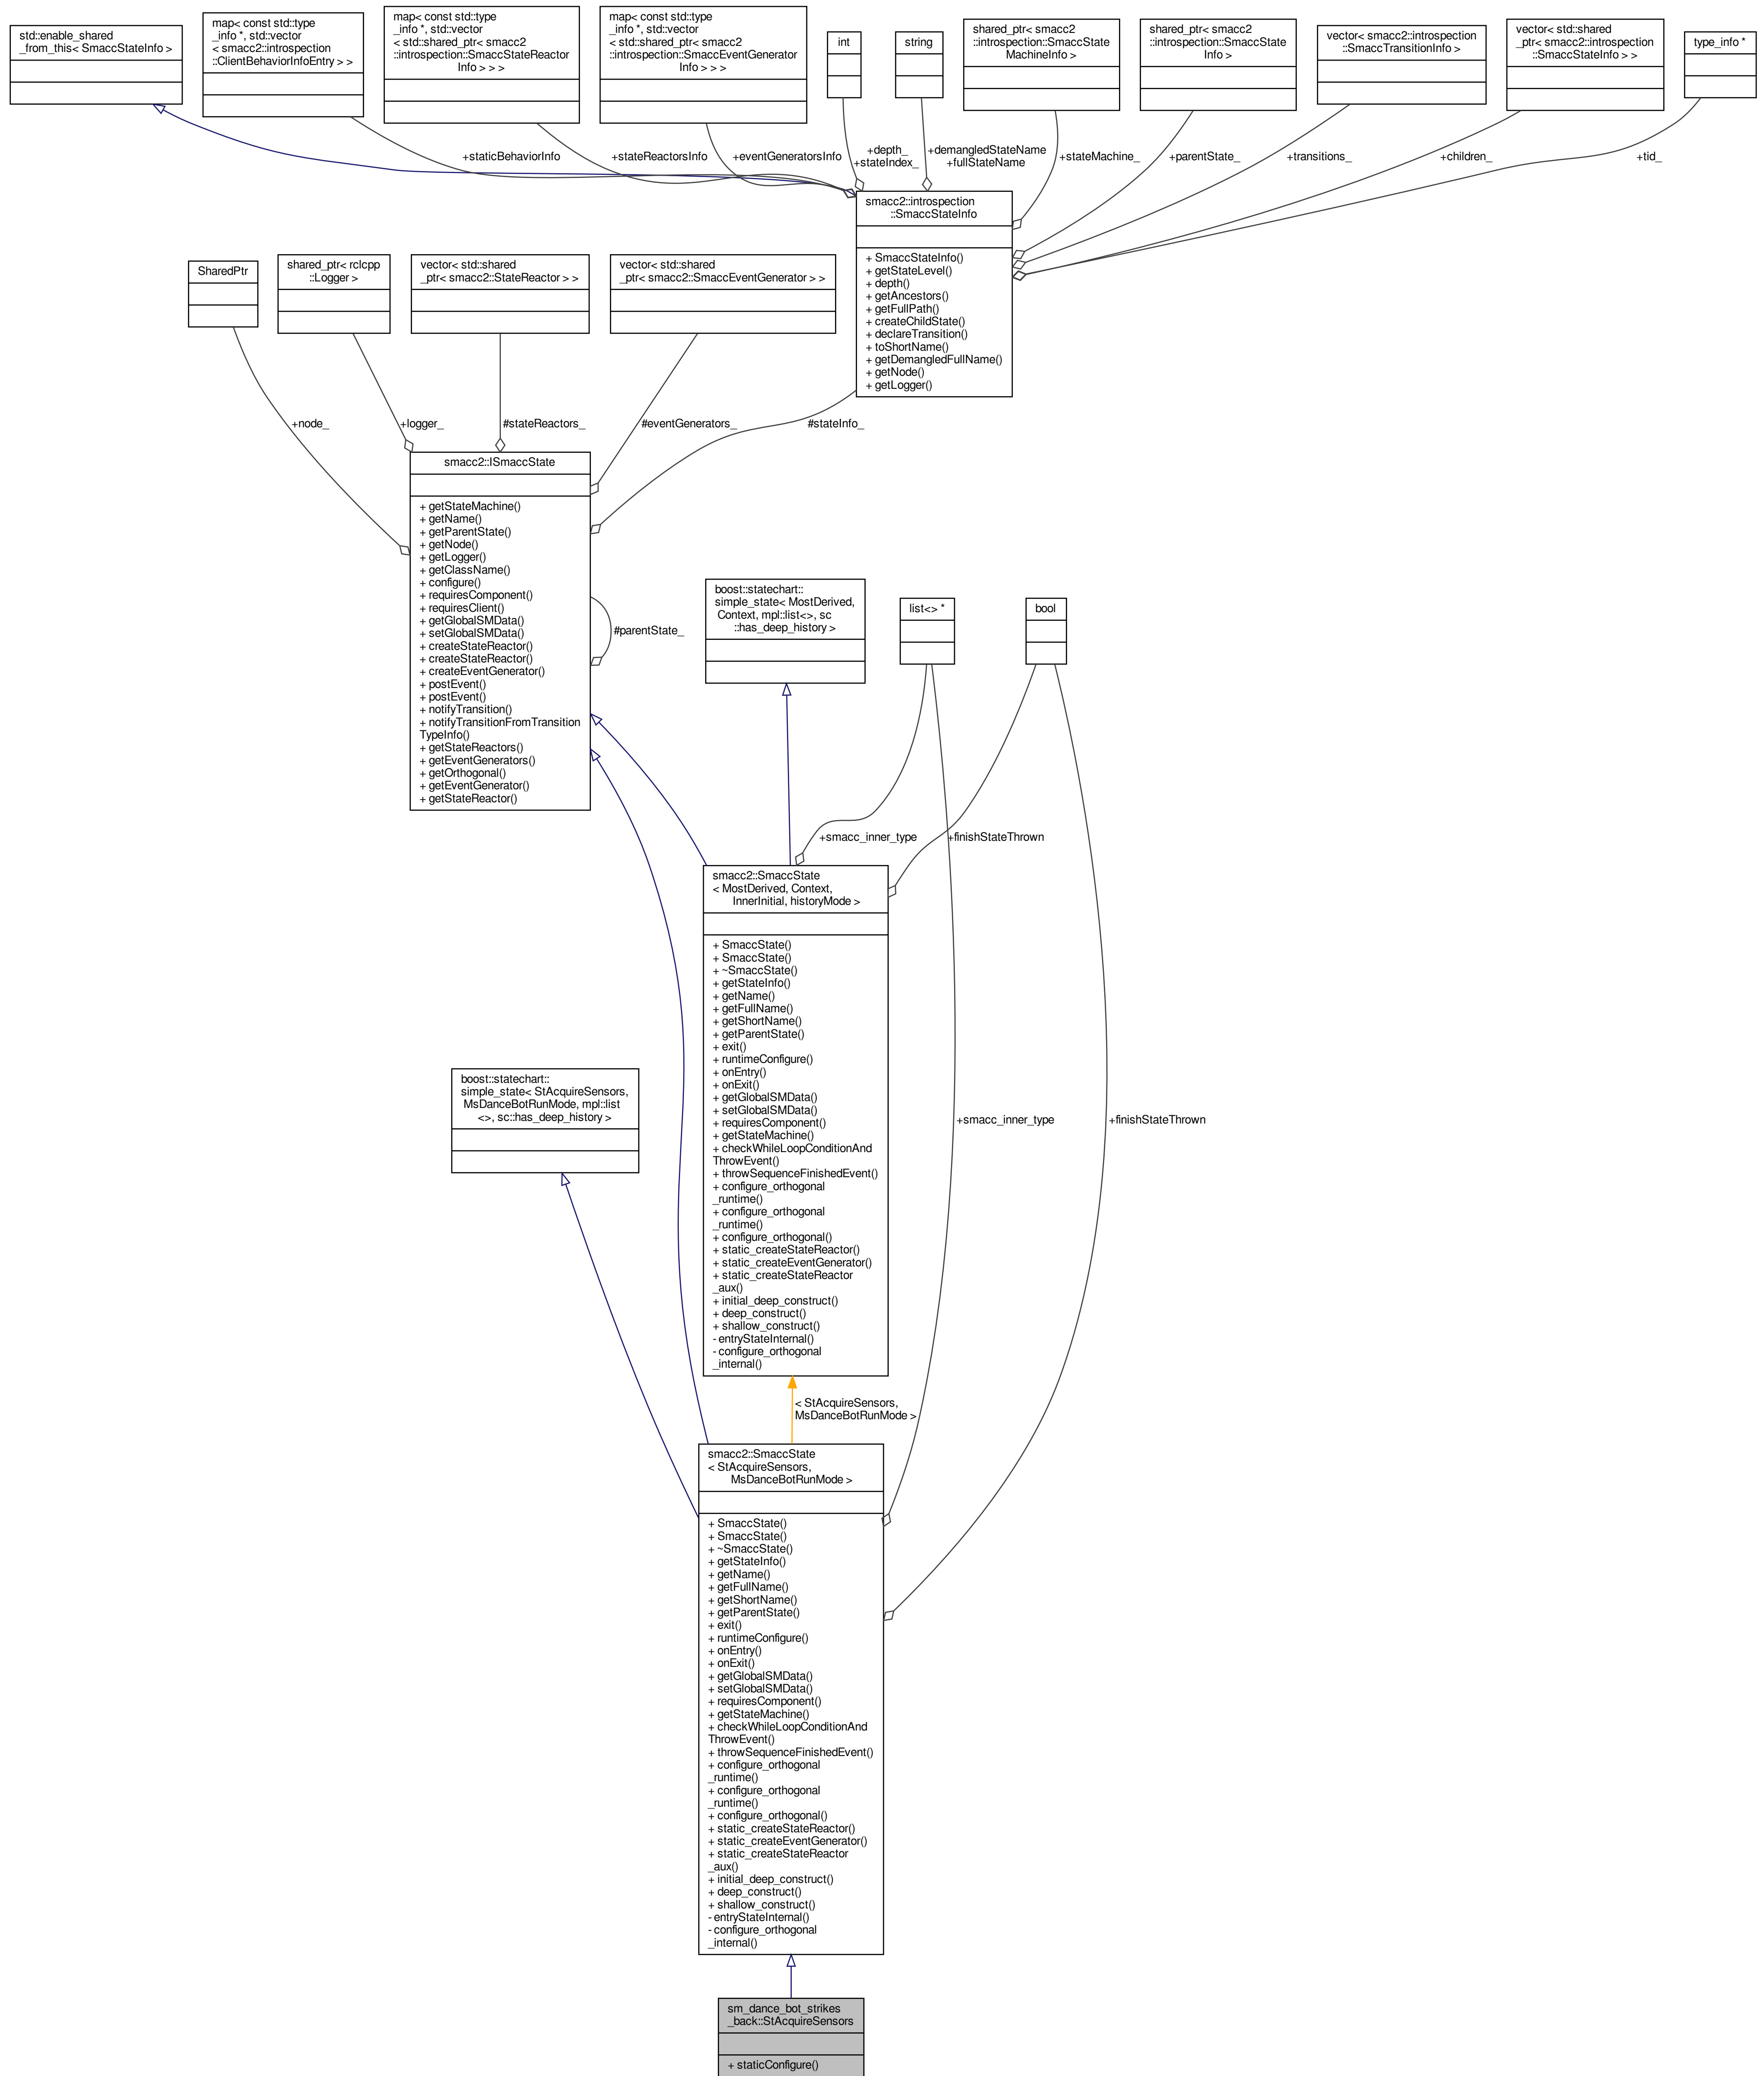 std::enable_shared
_from_this< SmaccStateInfo >
map< const std::type
_info *, std::vector
< smacc2::introspection
::ClientBehaviorInfoEntry > >
map< const std::type
_info *, std::vector
< std::shared_ptr< smacc2
::introspection::SmaccStateReactor
Info > > >
map< const std::type
_info *, std::vector
< std::shared_ptr< smacc2
::introspection::SmaccEventGenerator
Info > > >
int
string
shared_ptr< smacc2
::introspection::SmaccState
MachineInfo >
shared_ptr< smacc2
::introspection::SmaccState
Info >
vector< smacc2::introspection
::SmaccTransitionInfo >
vector< std::shared
_ptr< smacc2::introspection
::SmaccStateInfo > >
type_info *
+staticBehaviorInfo
+stateReactorsInfo
+eventGeneratorsInfo
+depth_
+stateIndex_
+demangledStateName
+fullStateName
+stateMachine_
+parentState_
+transitions_
+children_
+tid_
smacc2::introspection
::SmaccStateInfo
+ SmaccStateInfo()
+ getStateLevel()
+ depth()
+ getAncestors()
+ getFullPath()
+ createChildState()
+ declareTransition()
+ toShortName()
+ getDemangledFullName()
+ getNode()
+ getLogger()
SharedPtr
shared_ptr< rclcpp
::Logger >
vector< std::shared
_ptr< smacc2::StateReactor > >
vector< std::shared
_ptr< smacc2::SmaccEventGenerator > >
+node_
+logger_
#stateReactors_
#eventGenerators_
#stateInfo_
smacc2::ISmaccState
+ getStateMachine()
+ getName()
+ getParentState()
+ getNode()
+ getLogger()
+ getClassName()
+ configure()
+ requiresComponent()
+ requiresClient()
+ getGlobalSMData()
+ setGlobalSMData()
+ createStateReactor()
+ createStateReactor()
+ createEventGenerator()
+ postEvent()
+ postEvent()
+ notifyTransition()
+ notifyTransitionFromTransition
TypeInfo()
+ getStateReactors()
+ getEventGenerators()
+ getOrthogonal()
+ getEventGenerator()
+ getStateReactor()
#parentState_
boost::statechart::
simple_state< MostDerived,
Context, mpl::list<>, sc
::has_deep_history >
list<> *
bool
+smacc_inner_type
+finishStateThrown
smacc2::SmaccState
< MostDerived, Context,
InnerInitial, historyMode >
+ SmaccState()
+ SmaccState()
+ ~SmaccState()
+ getStateInfo()
+ getName()
+ getFullName()
+ getShortName()
+ getParentState()
+ exit()
+ runtimeConfigure()
+ onEntry()
+ onExit()
+ getGlobalSMData()
+ setGlobalSMData()
+ requiresComponent()
+ getStateMachine()
+ checkWhileLoopConditionAnd
ThrowEvent()
+ throwSequenceFinishedEvent()
+ configure_orthogonal
_runtime()
+ configure_orthogonal
_runtime()
+ configure_orthogonal()
+ static_createStateReactor()
+ static_createEventGenerator()
+ static_createStateReactor
_aux()
+ initial_deep_construct()
+ deep_construct()
+ shallow_construct()
- entryStateInternal()
- configure_orthogonal
_internal()
boost::statechart::
simple_state< StAcquireSensors,
MsDanceBotRunMode, mpl::list
<>, sc::has_deep_history >
+smacc_inner_type
+finishStateThrown
< StAcquireSensors,
MsDanceBotRunMode >
smacc2::SmaccState
< StAcquireSensors,
MsDanceBotRunMode >
+ SmaccState()
+ SmaccState()
+ ~SmaccState()
+ getStateInfo()
+ getName()
+ getFullName()
+ getShortName()
+ getParentState()
+ exit()
+ runtimeConfigure()
+ onEntry()
+ onExit()
+ getGlobalSMData()
+ setGlobalSMData()
+ requiresComponent()
+ getStateMachine()
+ checkWhileLoopConditionAnd
ThrowEvent()
+ throwSequenceFinishedEvent()
+ configure_orthogonal
_runtime()
+ configure_orthogonal
_runtime()
+ configure_orthogonal()
+ static_createStateReactor()
+ static_createEventGenerator()
+ static_createStateReactor
_aux()
+ initial_deep_construct()
+ deep_construct()
+ shallow_construct()
- entryStateInternal()
- configure_orthogonal
_internal()
sm_dance_bot_strikes
_back::StAcquireSensors
+ staticConfigure()